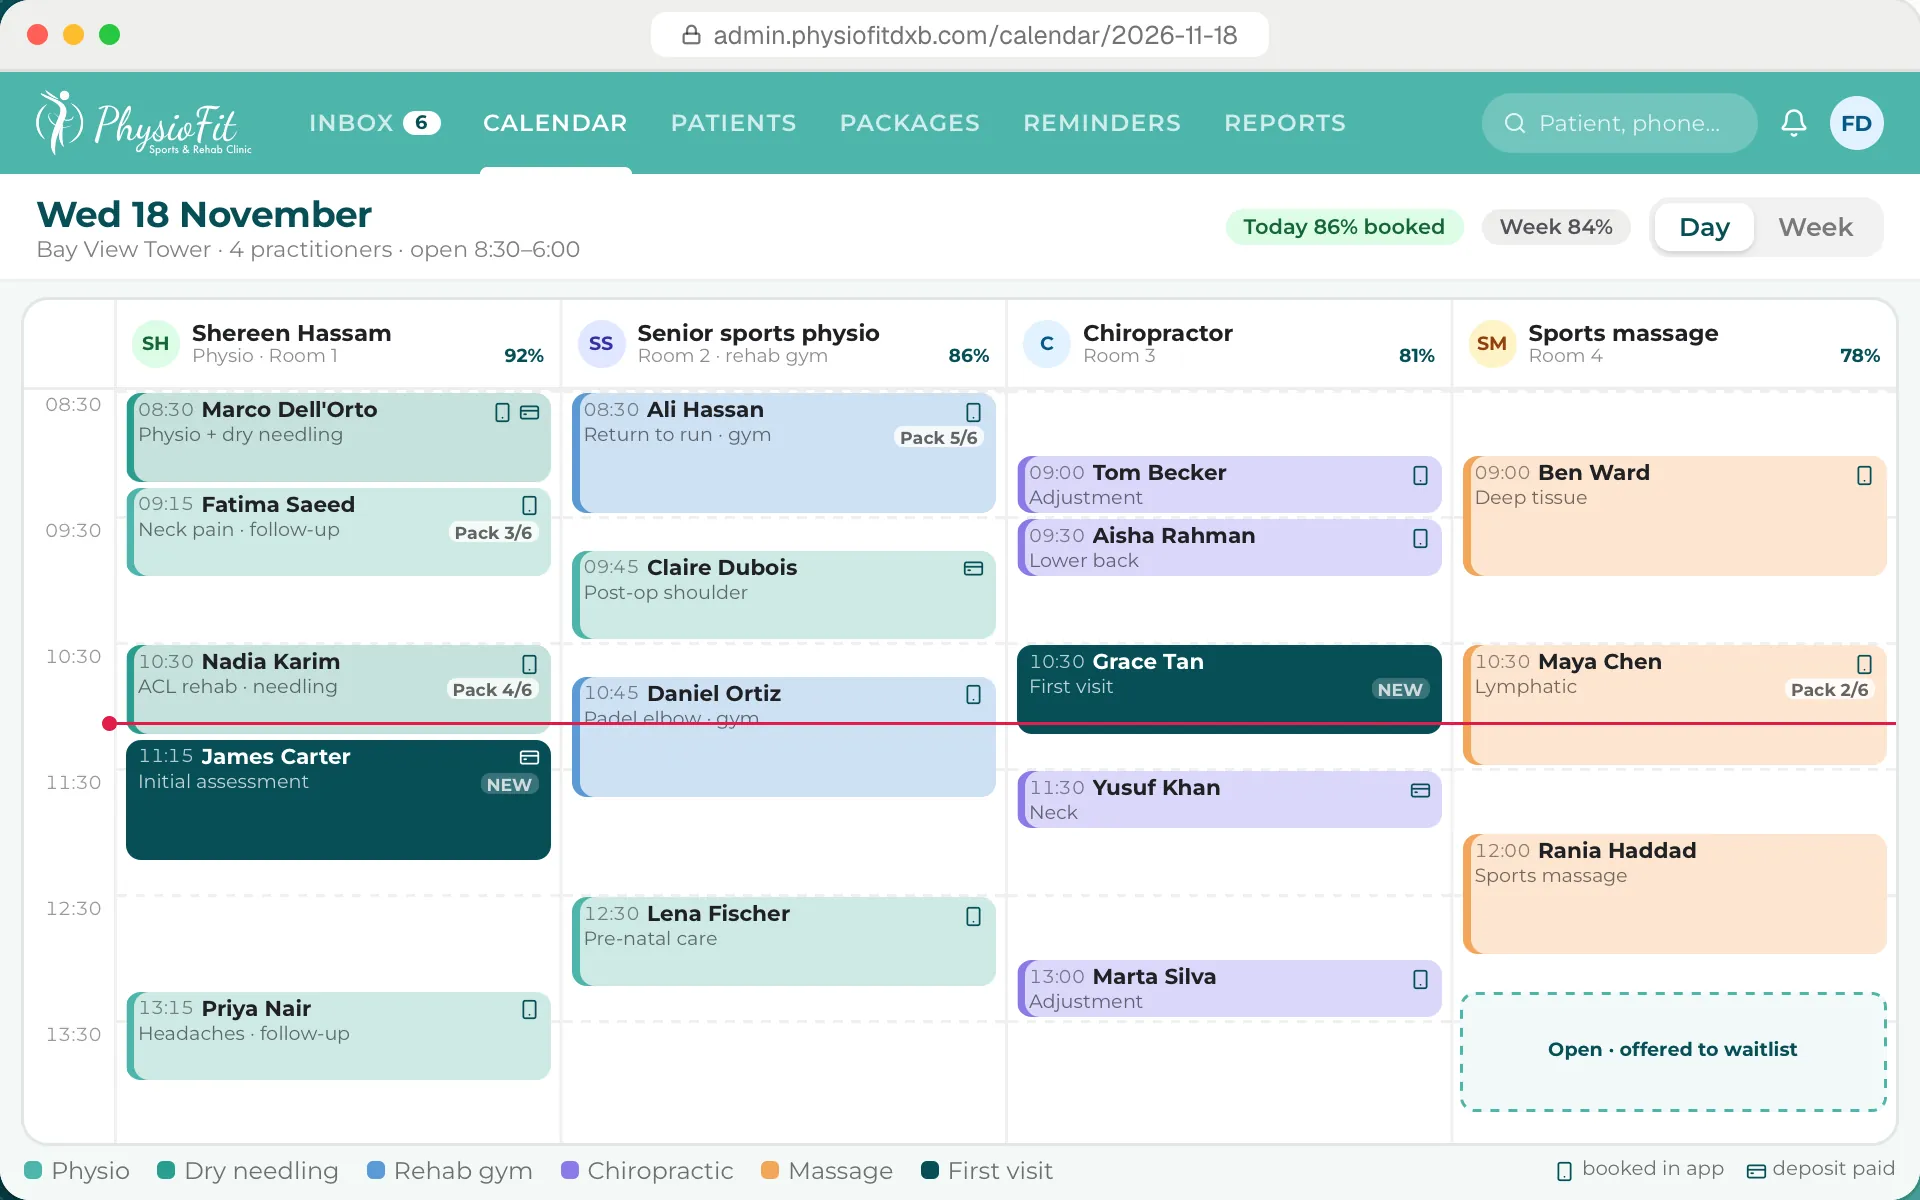 admin.physiofitdxb.com/calendar/2026-11-18
PhysioFit
Sports & Rehab Clinic
INBOX 6
CALENDAR
PATIENTS
PACKAGES
REMINDERS
REPORTS
Patient, phone...
FD
Wed 18 November
Bay View Tower · 4 practitioners · open 8:30–6:00
Today 86% booked
Week 84%
Day
Week
SH
Shereen Hassam
Physio · Room 1
92%
SS
Senior sports physio
Room 2 · rehab gym
86%
C
Chiropractor
Room 3
81%
SM
Sports massage
Room 4
78%
08:30
09:30
10:30
11:30
12:30
13:30
08:30 Marco Dell'Orto
Physio + dry needling
09:15 Fatima Saeed
Neck pain · follow-up
Pack 3/6
10:30 Nadia Karim
ACL rehab · needling
Pack 4/6
11:15 James Carter
Initial assessment
NEW
13:15 Priya Nair
Headaches · follow-up
08:30 Ali Hassan
Return to run · gym
Pack 5/6
09:45 Claire Dubois
Post-op shoulder
10:45 Daniel Ortiz
Padel elbow · gym
12:30 Lena Fischer
Pre-natal care
09:00 Tom Becker
Adjustment
09:30 Aisha Rahman
Lower back
10:30 Grace Tan
First visit
NEW
11:30 Yusuf Khan
Neck
13:00 Marta Silva
Adjustment
09:00 Ben Ward
Deep tissue
10:30 Maya Chen
Lymphatic
Pack 2/6
12:00 Rania Haddad
Sports massage
Open · offered to waitlist
Physio
Dry needling
Rehab gym
Chiropractic
Massage
First visit
booked in app
deposit paid